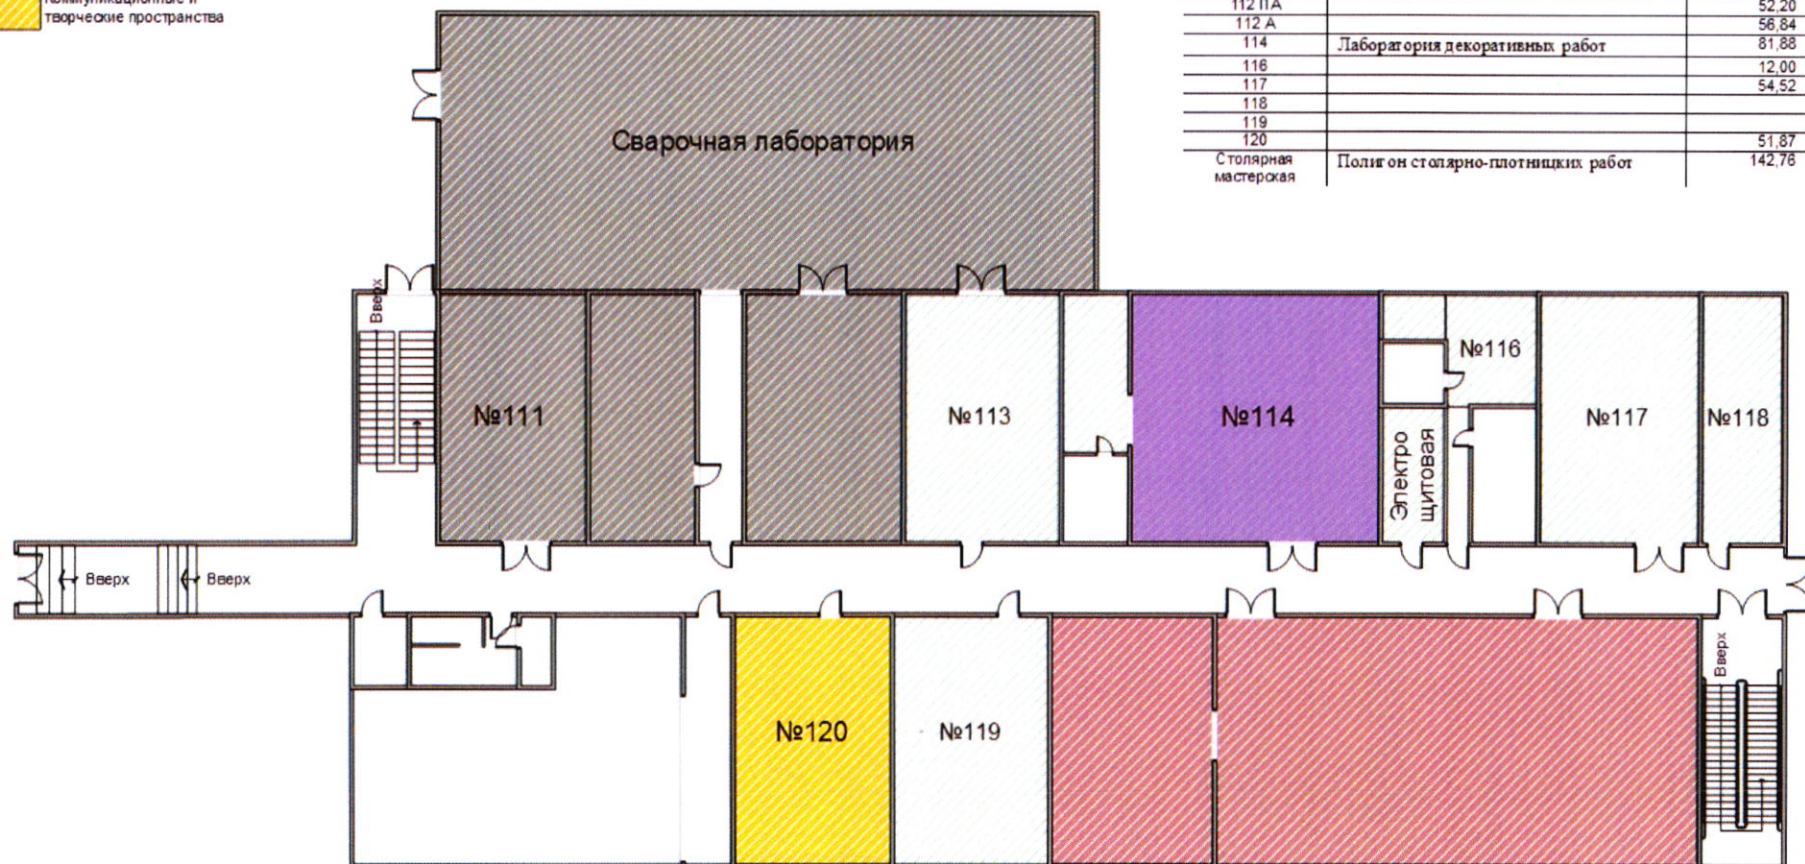 коммуникационные и
творческие пространства
112 ПА 52,20
112 А 56,84
114 Лаборатория декоративных работ 81,88
116 12,00
117 54,52
118
119
120 51,87
Столярная мастерская Полигон столярно-плотницких работ 142,76
Сварочная лаборатория
Вверх
№111
№113
№114
№116
Электро
щитовая
№117
№118
Вверх
Вверх
№120
№119
Вверх